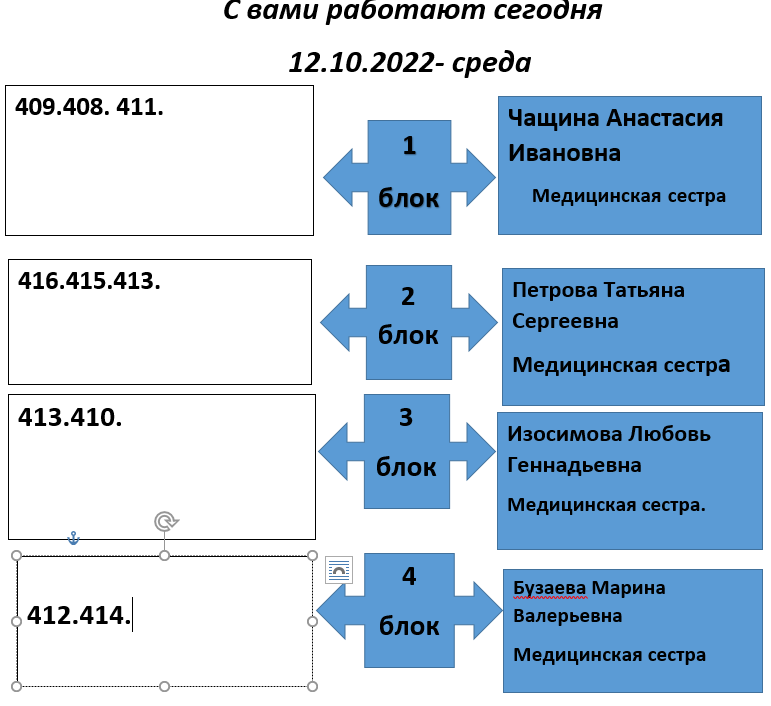 С вами работают сегодня
12.10.2022- среда
409.408. 411.
1
блок
Чащина Анастасия
Ивановна
Медицинская сестра
416.415.413.
2
блок
Петрова Татьяна
Сергеевна
Медицинская сестра
413.410.
3
блок
Изосимова Любовь
Геннадьевна
Медицинская сестра.
412.414.
4
блок
Бузаева Марина
Валерьевна
Медицинская сестра